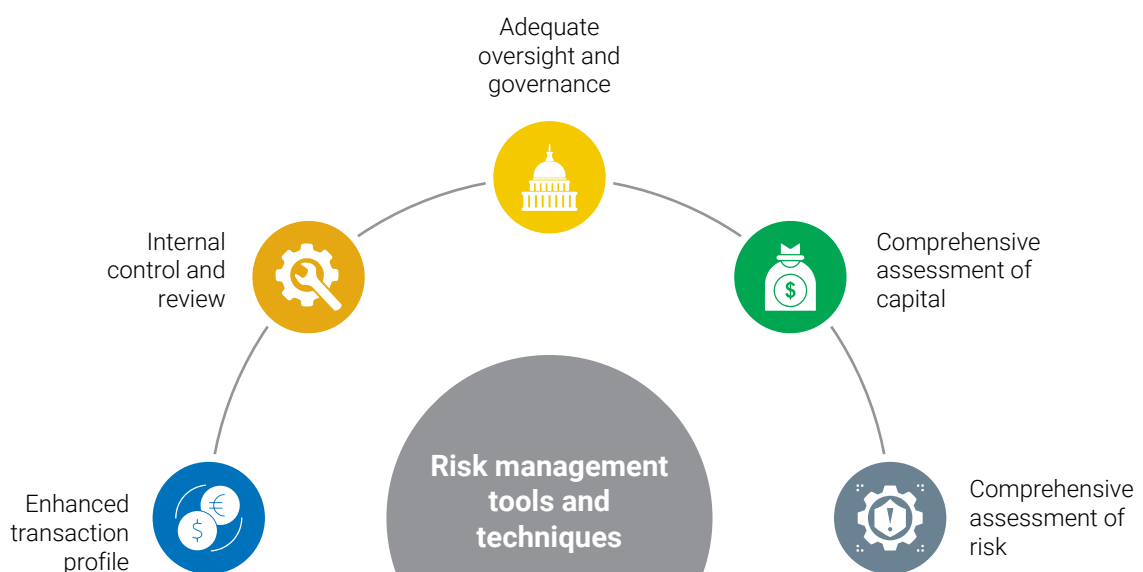 Adequate
oversight and
governance
Internal
control and
review
Comprehensive
assessment of
capital
$
Risk management
tools and
techniques
Enhanced
transaction
profile
€
$
Comprehensive
assessment of
risk
!